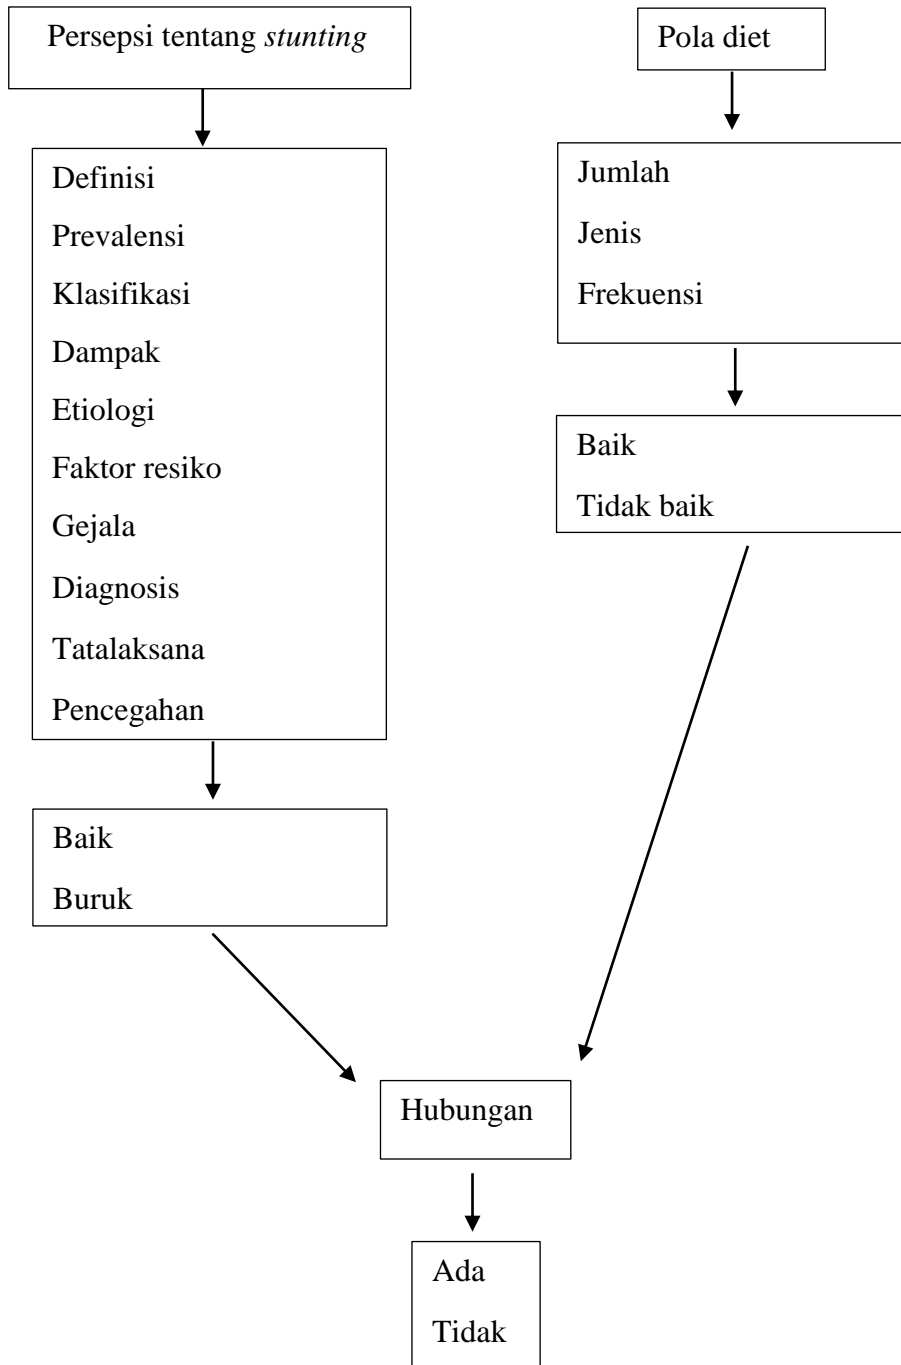 Persepsi tentang stunting
Definisi
Prevalensi
Klasifikasi
Dampak
Etiologi
Faktor resiko
Gejala
Diagnosis
Tatalaksana
Pencegahan
Baik
Buruk
Pola diet
Jumlah
Jenis
Frekuensi
Baik
Tidak baik
Hubungan
Ada
Tidak